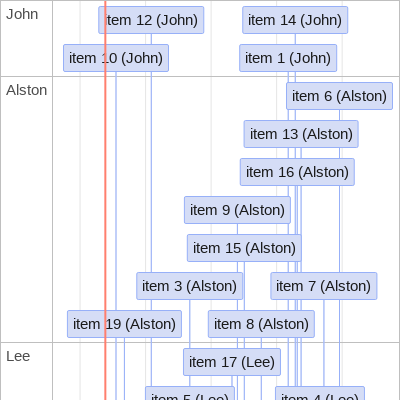 John
item 12 (John)
item 14 (John)
item 10 (John)
item 1 (John)
Alston
item 6 (Alston)
item 13 (Alston)
item 16 (Alston)
item 9 (Alston)
item 15 (Alston)
item 3 (Alston)
item 7 (Alston)
item 19 (Alston)
item 8 (Alston)
Lee
item 17 (Lee)
item 5 (Lee)
item 4 (Lee)